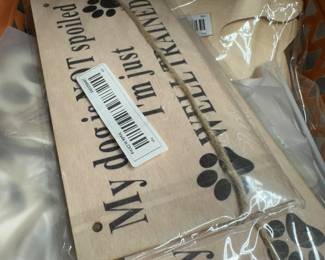 My dog is NOT spoiled
I'm just
WELL TRAINED